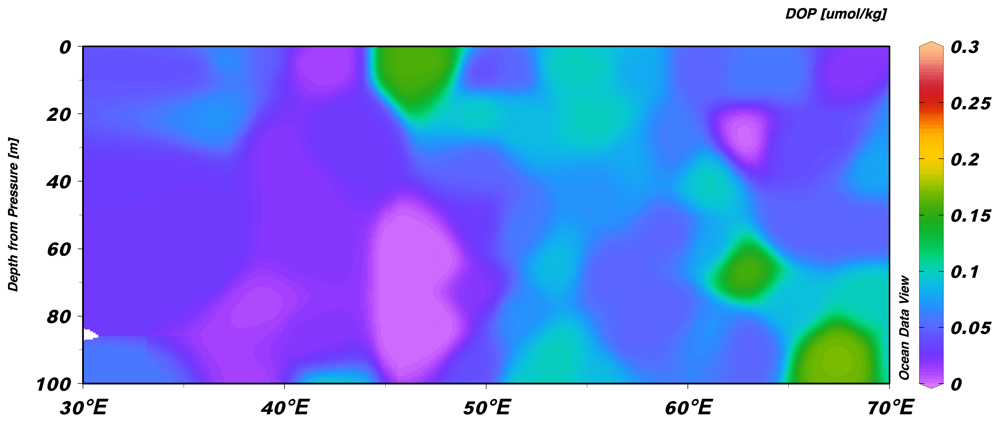 DOP [umol/kg]
0
20
40
60
80
100
Depth from Pressure [m]
30°E
40°E
50°E
60°E
70°E
Ocean Data View
0.3
0.25
0.2
0.15
0.1
0.05
0